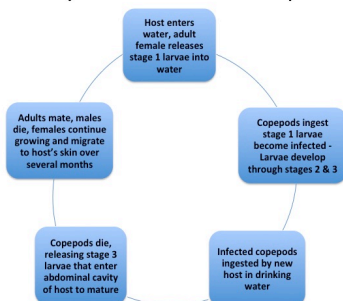 Host enters
water, adult
female releases
stage 1 larvae into
water
Copepods ingest
stage 1 larvae
become infected -
Larvae develop
through stages 2 & 3
Infected copepods
ingested by new
host in drinking
water
Copepods die,
releasing stage 3
larvae that enter
abdominal cavity
of host to mature
Adults mate, males
die, females continue
growing and migrate
to host's skin over
several months